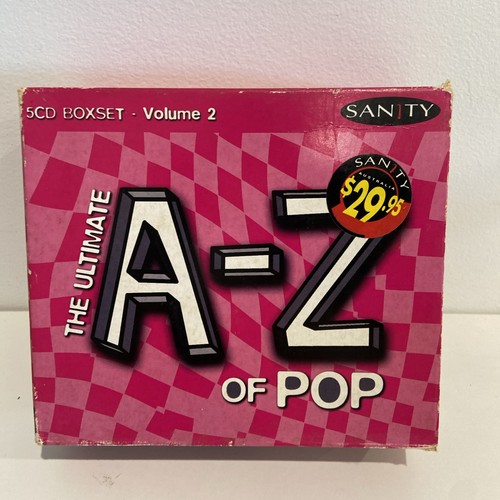 5CD BOXSET - Volume 2
SANITY
SANITY
AUSTRALIA
$29.95
THE ULTIMATE
A-Z
OF POP